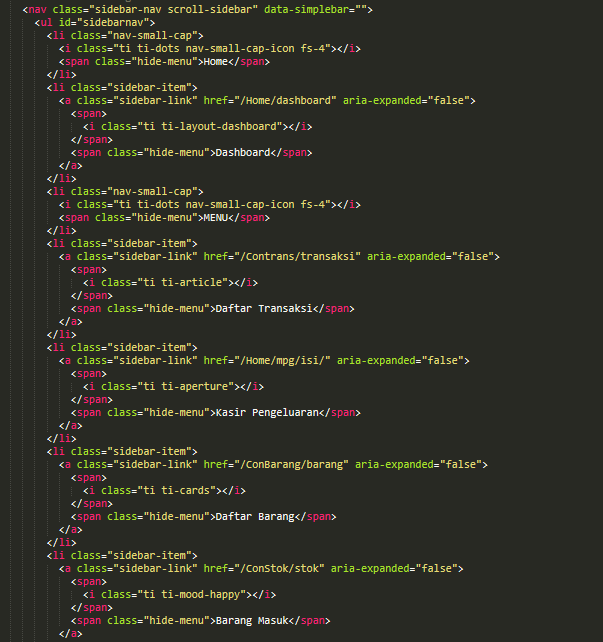 <nav class="sidebar-nav scroll-sidebar" data-simplebar="">
<ul id="sidebarnav">
<li class="nav-small-cap">
<i class="ti ti-dots nav-small-cap-icon fs-4"></i>
<span class="hide-menu">Home</span>
</li>
<li class="sidebar-item">
<a class="sidebar-link" href="/Home/dashboard" aria-expanded="false">
<span>
<i class="ti ti-layout-dashboard"></i>
</span>
<span class="hide-menu">Dashboard</span>
</a>
</li>
<li class="nav-small-cap">
<i class="ti ti-dots nav-small-cap-icon fs-4"></i>
<span class="hide-menu">MENU</span>
</li>
<li class="sidebar-item">
<a class="sidebar-link" href="/Contrans/transaksi" aria-expanded="false">
<span>
<i class="ti ti-article"></i>
</span>
<span class="hide-menu">Daftar Transaksi</span>
</a>
</li>
<li class="sidebar-item">
<a class="sidebar-link" href="/Home/mpg/isi/" aria-expanded="false">
<span>
<i class="ti ti-aperture"></i>
</span>
<span class="hide-menu">Kasir Pengeluaran</span>
</a>
</li>
<li class="sidebar-item">
<a class="sidebar-link" href="/ConBarang/barang" aria-expanded="false">
<span>
<i class="ti ti-cards"></i>
</span>
<span class="hide-menu">Daftar Barang</span>
</a>
</li>
<li class="sidebar-item">
<a class="sidebar-link" href="/ConStok/stok" aria-expanded="false">
<span>
<i class="ti ti-mood-happy"></i>
</span>
<span class="hide-menu">Barang Masuk</span>
</a>